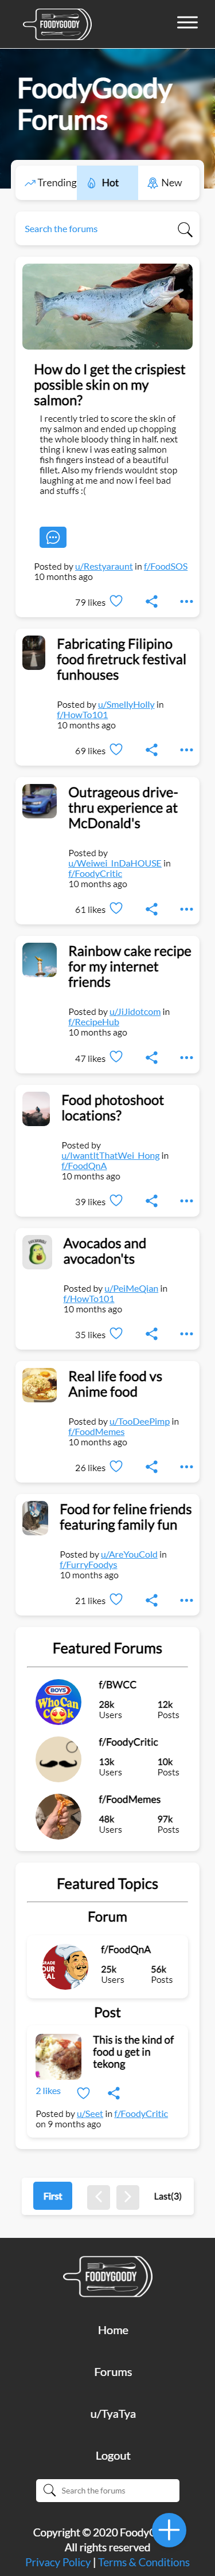 FOODYGOODY
FoodyGoody
Forums
Trending Hot New
Search the forums
How do I get the crispiest
possible skin on my
salmon?
I recently tried to score the skin of
my salmon and ended up chopping
the whole bloody thing in half. next
thing i knew I was eating salmon
fish fingers instead of a beautiful
fillet. Also my friends wouldnt stop
laughing at me and now i feel bad
and stuffs :(
Posted by u/Restyaraunt in f/FoodSOS
10 months ago
79 likes
Fabricating Filipino
food firetruck festival
funhouses
Posted by u/SmellyHolly in
f/HowTo101
10 months ago
69 likes
Outrageous drive-
thru experience at
McDonald's
Posted by
u/Weiwei_InDaHOUSE in
f/FoodyCritic
10 months ago
61 likes
Rainbow cake recipe
for my internet
friends
Posted by u/JiJidotcom in
f/RecipeHub
10 months ago
47 likes
Food photoshoot
locations?
Posted by
u/IwantItThatWei_Hong in
f/FoodQnA
10 months ago
39 likes
Avocados and
avocadon'ts
Posted by u/PeiMeQian in
f/HowTo101
10 months ago
35 likes
Real life food vs
Anime food
Posted by u/TooDeePimp in
f/FoodMemes
10 months ago
26 likes
Food for feline friends
featuring family fun
Posted by u/AreYouCold in
f/FurryFoodys
10 months ago
21 likes
Featured Forums
BOYS
Who Can
Cook
f/BWCC
28k 12k
Users Posts
f/FoodyCritic
13k 10k
Users Posts
f/FoodMemes
48k 97k
Users Posts
Featured Topics
Forum
GRADE
YOUR
MEAL
f/FoodQnA
25k 56k
Users Posts
Post
This is the kind of
food u get in
tekong
2 likes
Posted by u/Seet in f/FoodyCritic
on 9 months ago
First Last(3)
FOODYGOODY
Home
Forums
u/TyaTya
Logout
Search the forums
Copyright © 2020 FoodyG
All rights reserved
Privacy Policy | Terms & Conditions